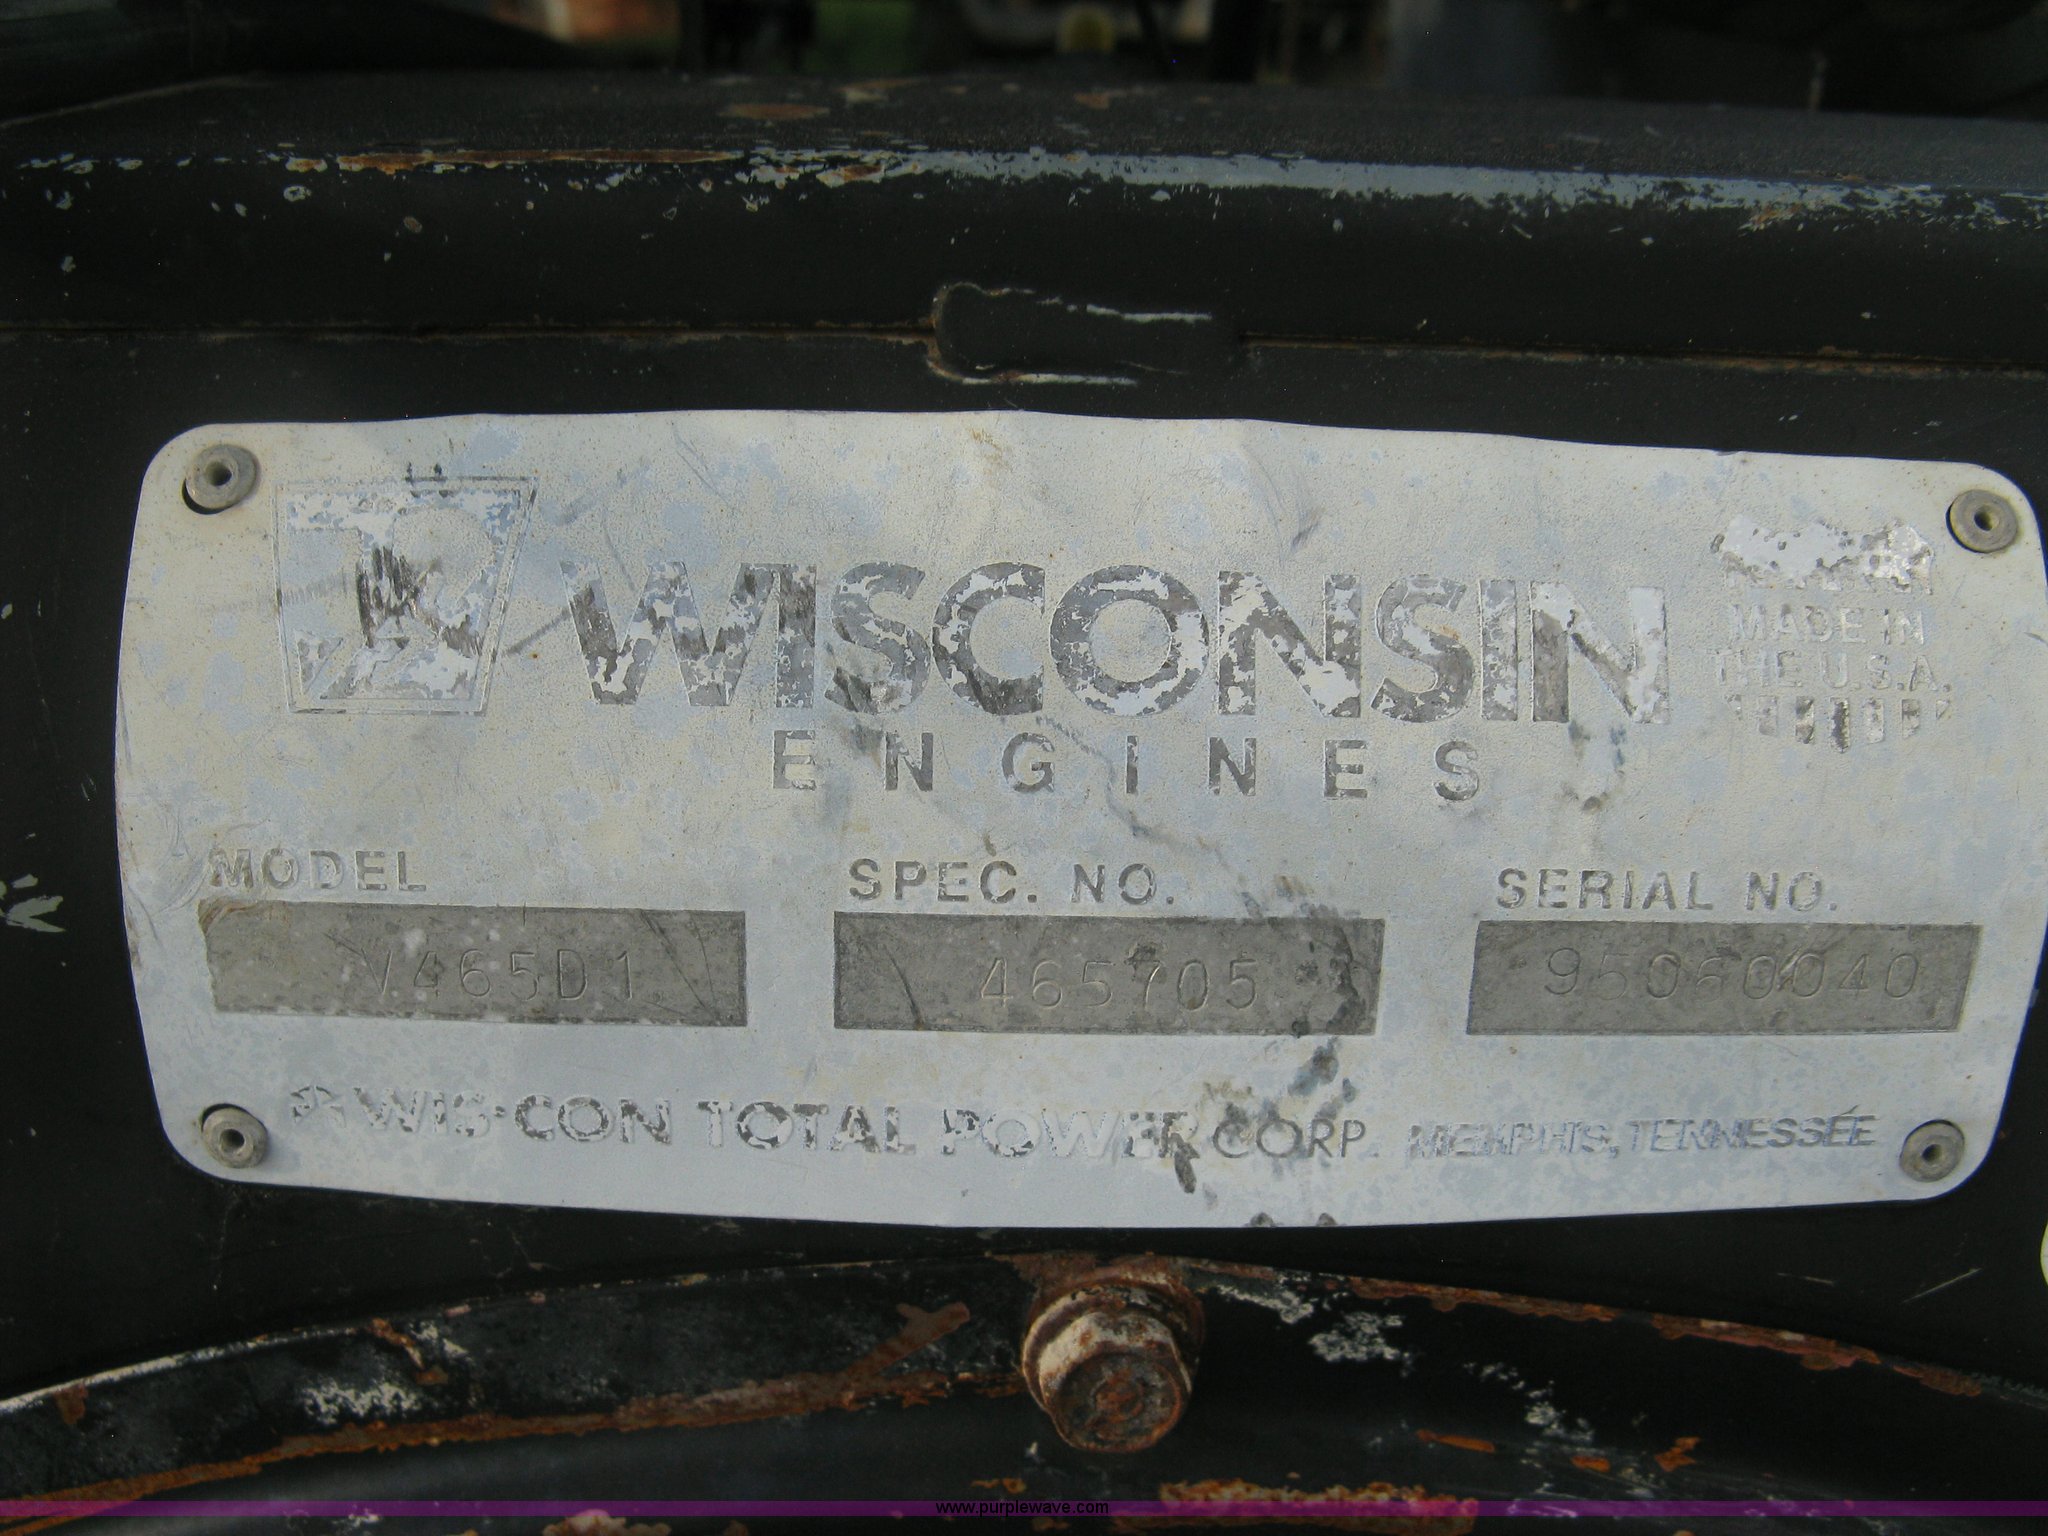 WISCONSIN
ENGINES
MADE IN
THE U.S.A.
MODEL SPEC. NO. SERIAL NO.
V465D1 465705 95060040
WIS-CON TOTAL POWER CORP. MEMPHIS, TENNESSEE
www.purplewave.com